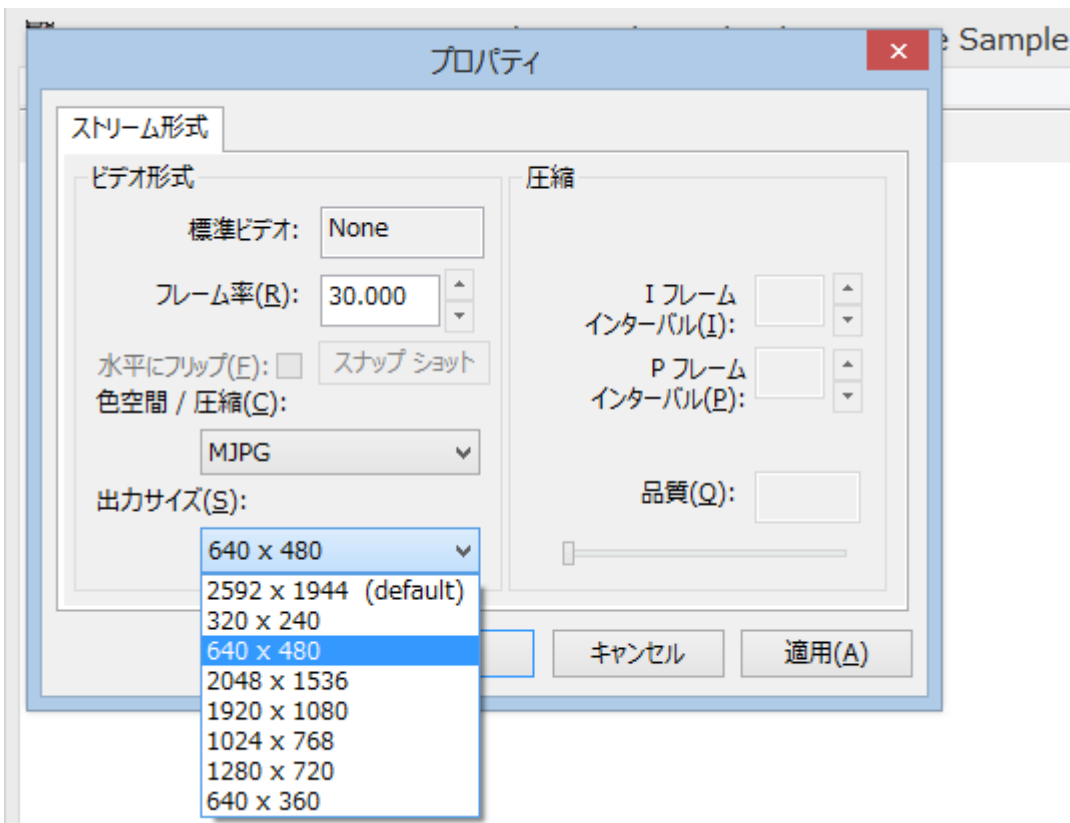 e Sample
プロパティ
ストリーム形式
ビデオ形式
標準ビデオ: None
フレーム率(R): 30.000
水平にフリップ(F): スナップ ショット
色空間 / 圧縮(C):
MJPG
出力サイズ(S):
640 x 480
2592 x 1944 (default)
320 x 240
640 x 480
2048 x 1536
1920 x 1080
1024 x 768
1280 x 720
640 x 360
圧縮
I フレーム
インターバル(I):
P フレーム
インターバル(P):
品質(Q):
キャンセル
適用(A)